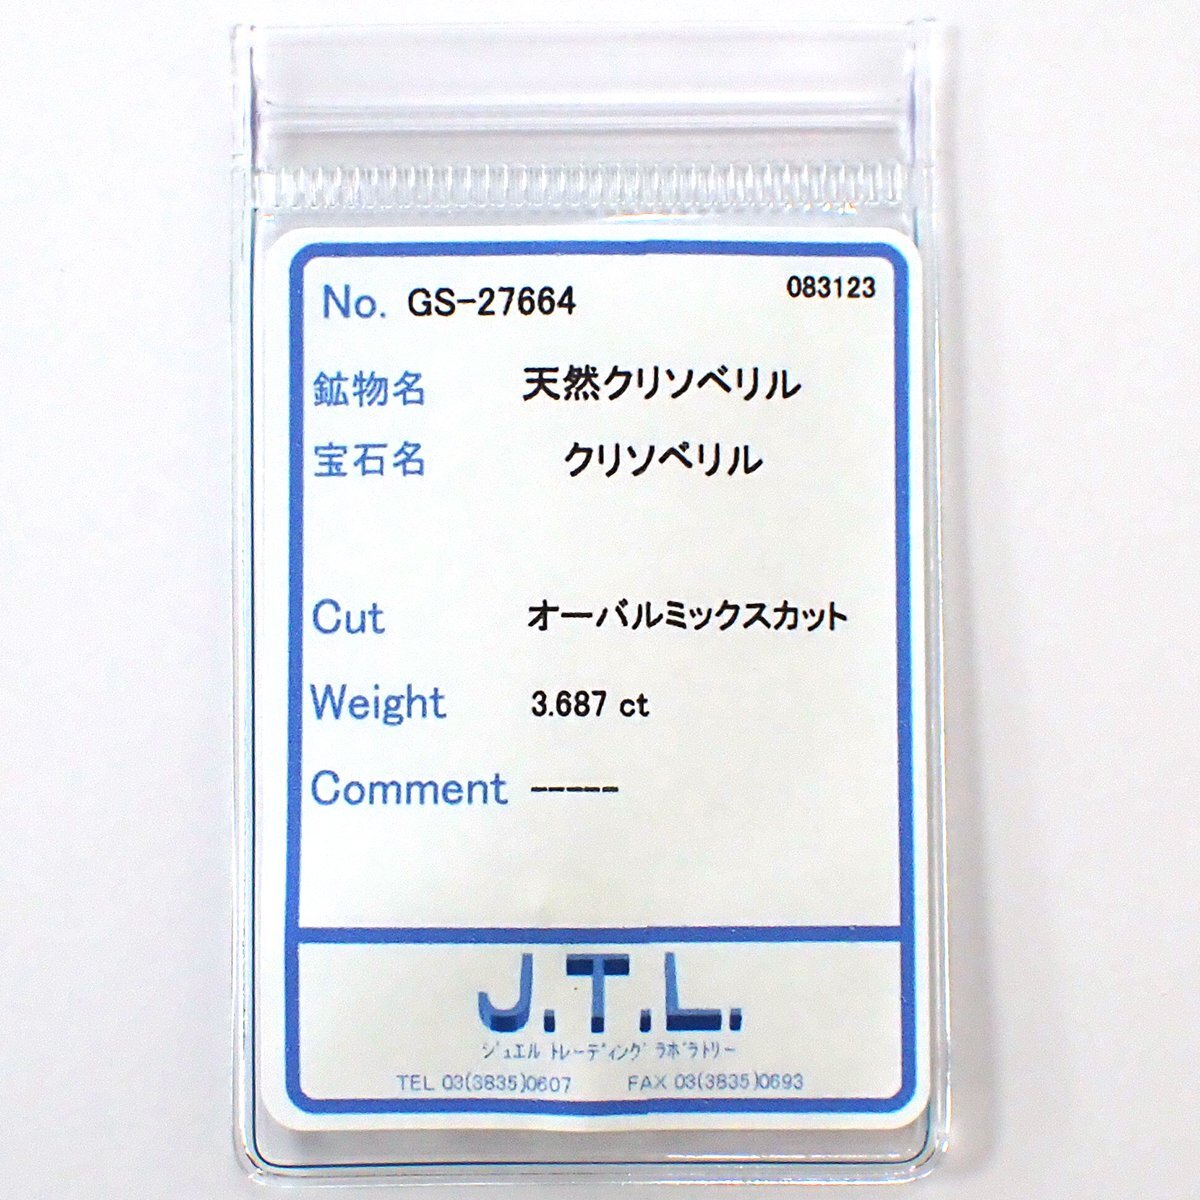 No. GS-27664 083123
鉱物名 天然クリソベリル
宝石名 クリソベリル
Cut オーバルミックスカット
Weight 3.687 ct
Comment -----
J.T.L.
ジュエル トレーディング ラボラトリー
TEL 03(3835)0607 FAX 03(3835)0693